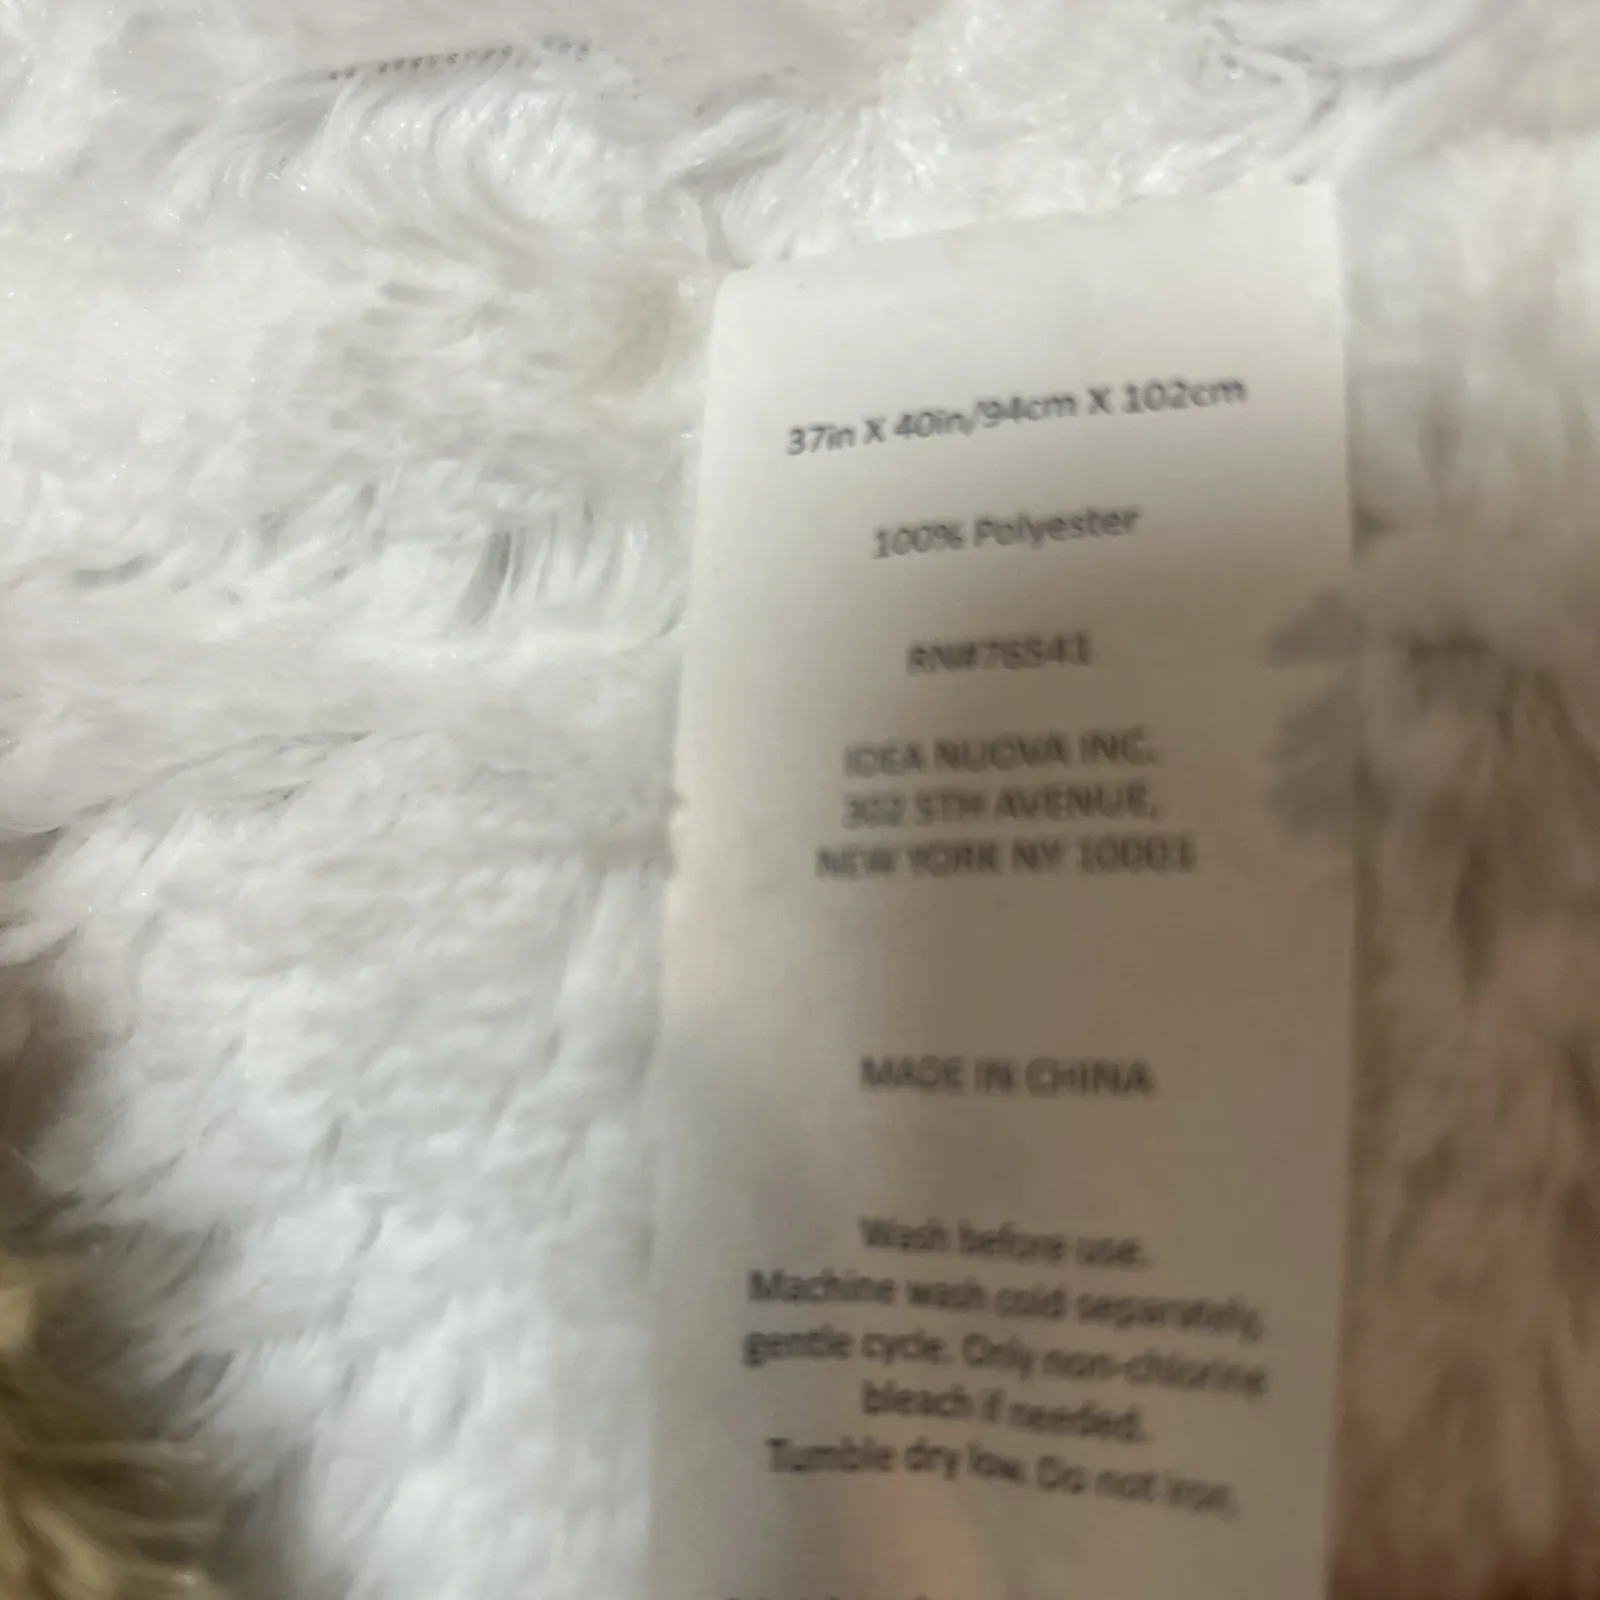 37in X 40in/94cm X 102cm
100% Polyester
RN#76341
IDEA NUOVA INC.
302 5TH AVENUE,
NEW YORK NY 10001
MADE IN CHINA
Wash before use.
Machine wash cold separately,
gentle cycle. Only non-chlorine
bleach if needed.
Tumble dry low. Do not iron.